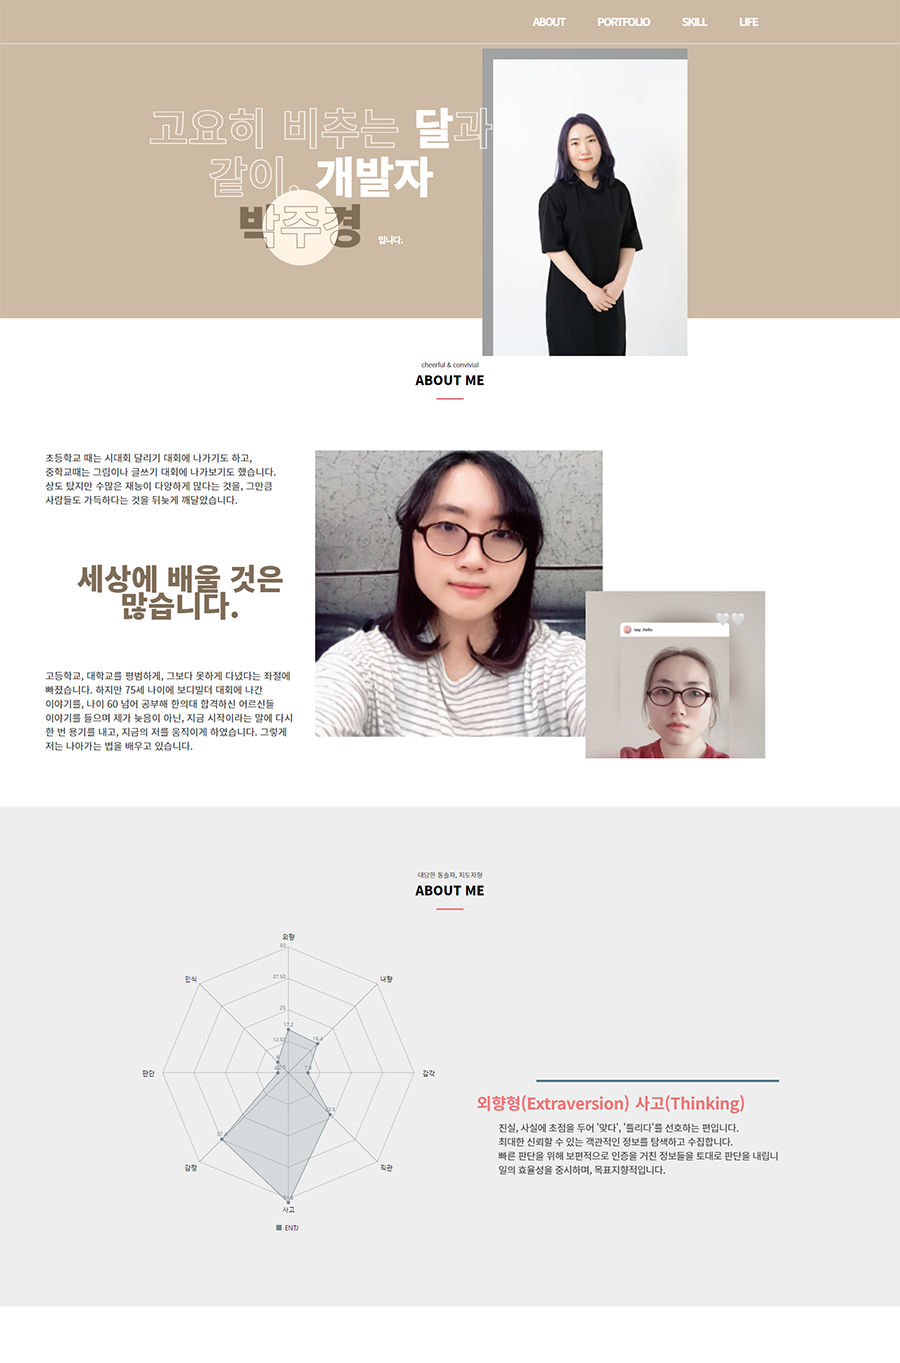 ABOUT PORTFOLIO SKILL LIFE
고요히 비추는 달과
같이, 개발자
박주경 입니다.
cheerful & convivial
ABOUT ME
초등학교 때는 시대회 달리기 대회에 나가기도 하고,
중학교때는 그림이나 글쓰기 대회에 나가보기도 했습니다.
상도 탔지만 수많은 재능이 다양하게 많다는 것을, 그만큼
사람들도 가득하다는 것을 뒤늦게 깨달았습니다.
세상에 배울 것은
많습니다.
고등학교, 대학교를 평범하게, 그보다 못하게 다녔다는 좌절에
빠졌습니다. 하지만 75세 나이에 보디빌더 대회에 나간
이야기를, 나이 60 넘어 공부해 한의대 합격하신 어르신들
이야기를 들으며 제가 늦음이 아닌, 지금 시작이라는 말에 다시
한 번 용기를 내고, 지금의 저를 움직이게 하였습니다. 그렇게
저는 나아가는 법을 배우고 있습니다.
say_hello
대담한 통솔자, 지도자형
ABOUT ME
외향
50
인식
내향
37.50
25
17.2
16.4
12.50
6
판단
7.8
감각
23.5
감정
직관
사고
ENTJ
외향형(Extraversion) 사고(Thinking)
진실, 사실에 초점을 두어 '맞다', '틀리다'를 선호하는 편입니다.
최대한 신뢰할 수 있는 객관적인 정보를 탐색하고 수집합니다.
빠른 판단을 위해 보편적으로 인증을 거친 정보들을 토대로 판단을 내립니
일의 효율성을 중시하며, 목표지향적입니다.